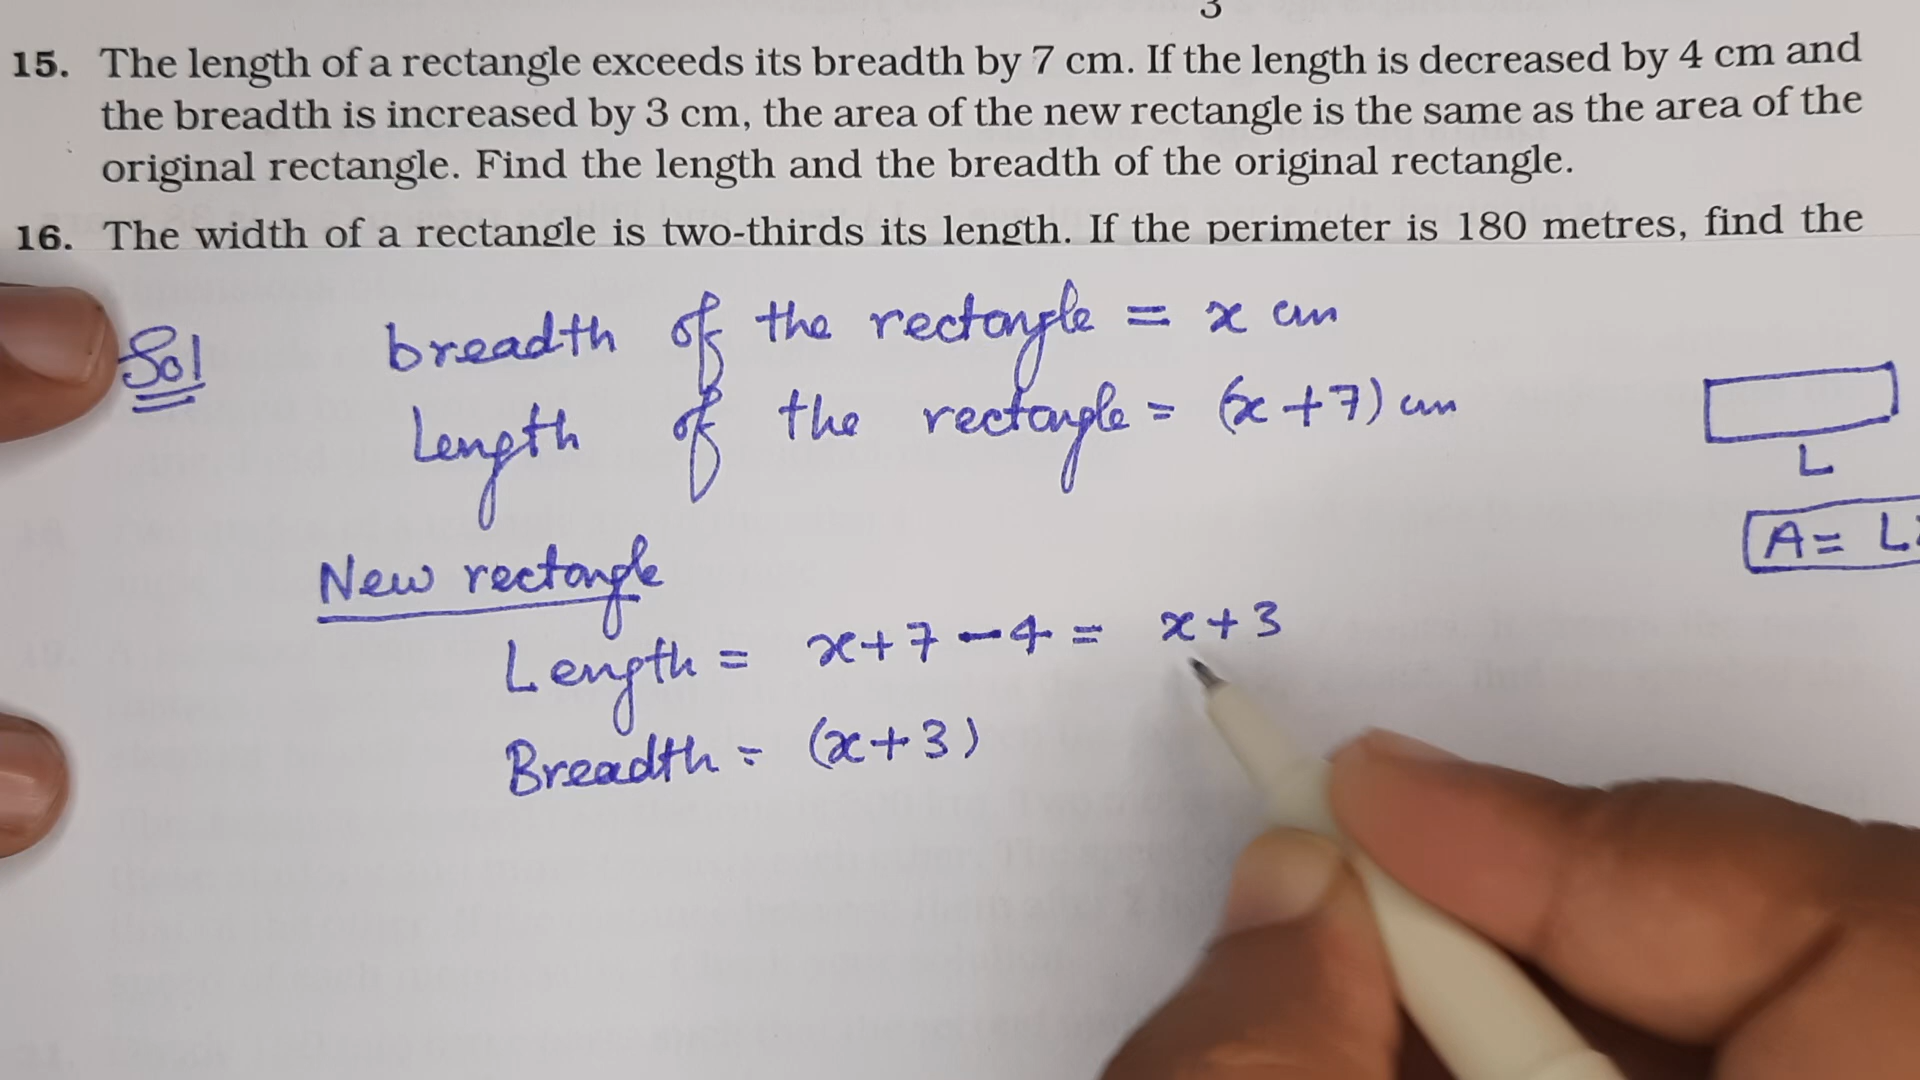 3
15. The length of a rectangle exceeds its breadth by 7 cm. If the length is decreased by 4 cm and
the breadth is increased by 3 cm, the area of the new rectangle is the same as the area of the
original rectangle. Find the length and the breadth of the original rectangle.
16. The width of a rectangle is two-thirds its length. If the perimeter is 180 metres, find the
Sol breadth of the rectangle = x cm
Length of the rectangle = (x+7) cm
L
A = L
New rectangle
Length = x+7-4 = x+3
Breadth = (x+3)